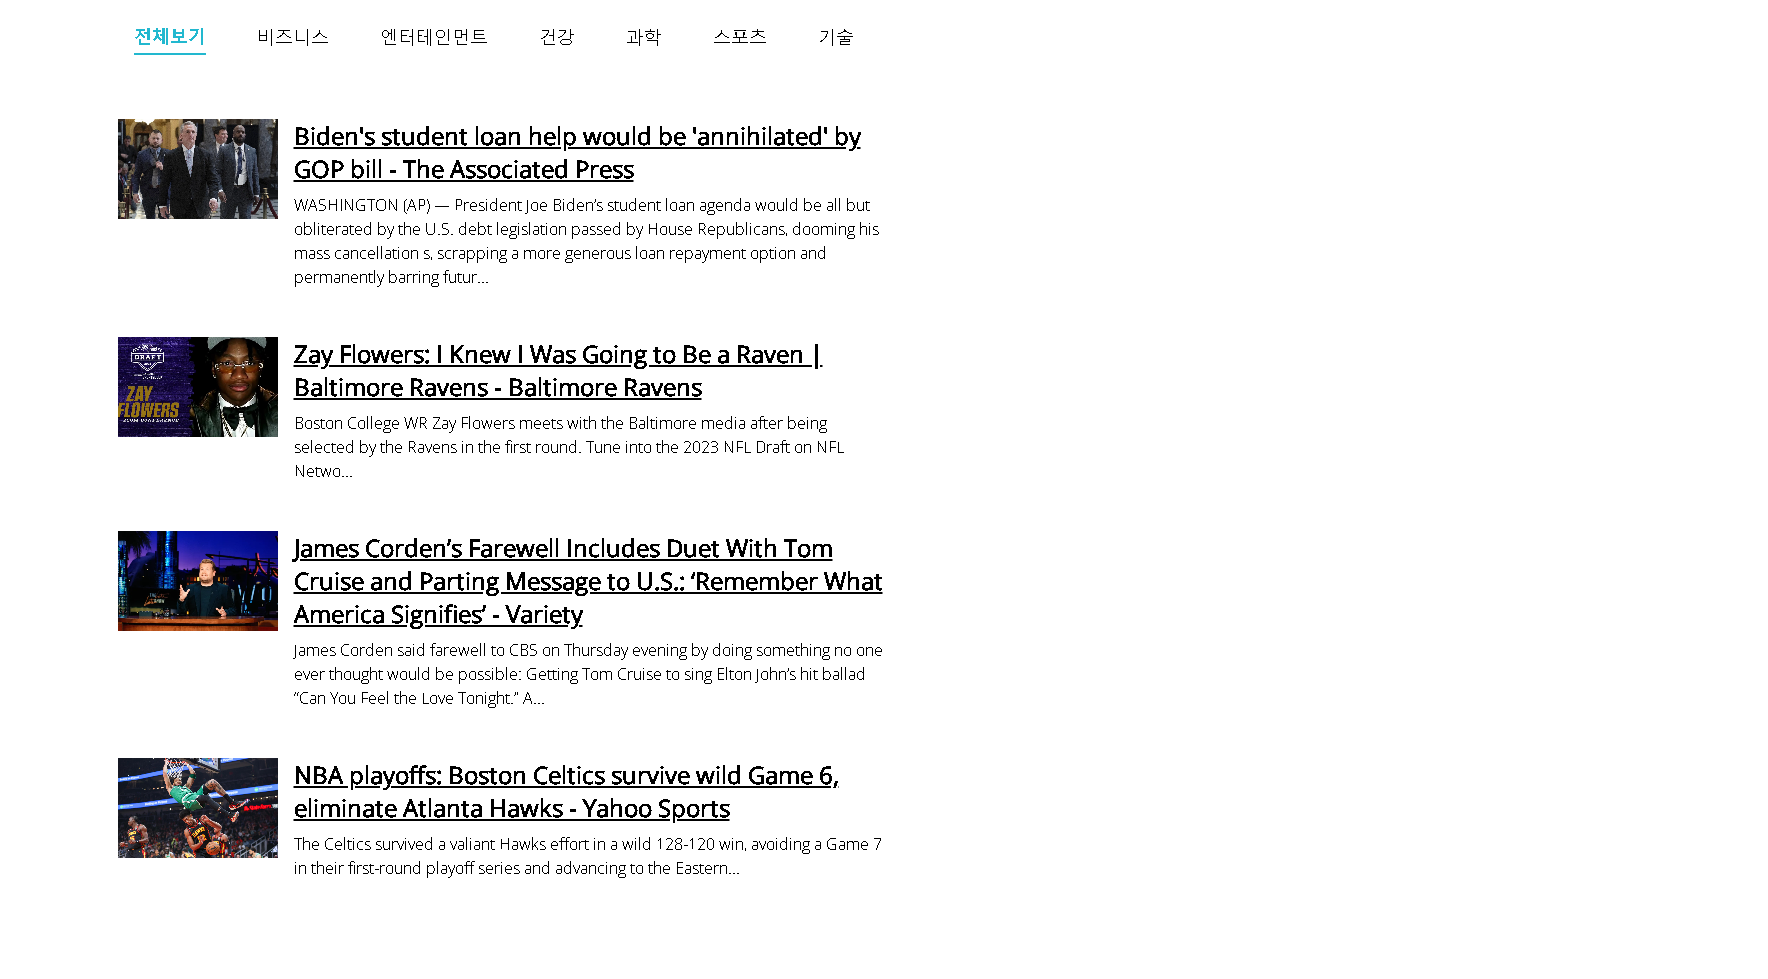 전체보기 비즈니스 엔터테인먼트 건강 과학 스포츠 기술
Biden's student loan help would be 'annihilated' by
GOP bill - The Associated Press
WASHINGTON (AP) — President Joe Biden’s student loan agenda would be all but
obliterated by the U.S. debt legislation passed by House Republicans, dooming his
mass cancellation s, scrapping a more generous loan repayment option and
permanently barring futur...
DRAFT
ZAY
FLOWERS
Zay Flowers: I Knew I Was Going to Be a Raven |
Baltimore Ravens - Baltimore Ravens
Boston College WR Zay Flowers meets with the Baltimore media after being
selected by the Ravens in the first round. Tune into the 2023 NFL Draft on NFL
Netwo...
James Corden’s Farewell Includes Duet With Tom
Cruise and Parting Message to U.S.: ‘Remember What
America Signifies’ - Variety
James Corden said farewell to CBS on Thursday evening by doing something no one
ever thought would be possible: Getting Tom Cruise to sing Elton John’s hit ballad
“Can You Feel the Love Tonight.” A...
NBA playoffs: Boston Celtics survive wild Game 6,
eliminate Atlanta Hawks - Yahoo Sports
The Celtics survived a valiant Hawks effort in a wild 128-120 win, avoiding a Game 7
in their first-round playoff series and advancing to the Eastern...